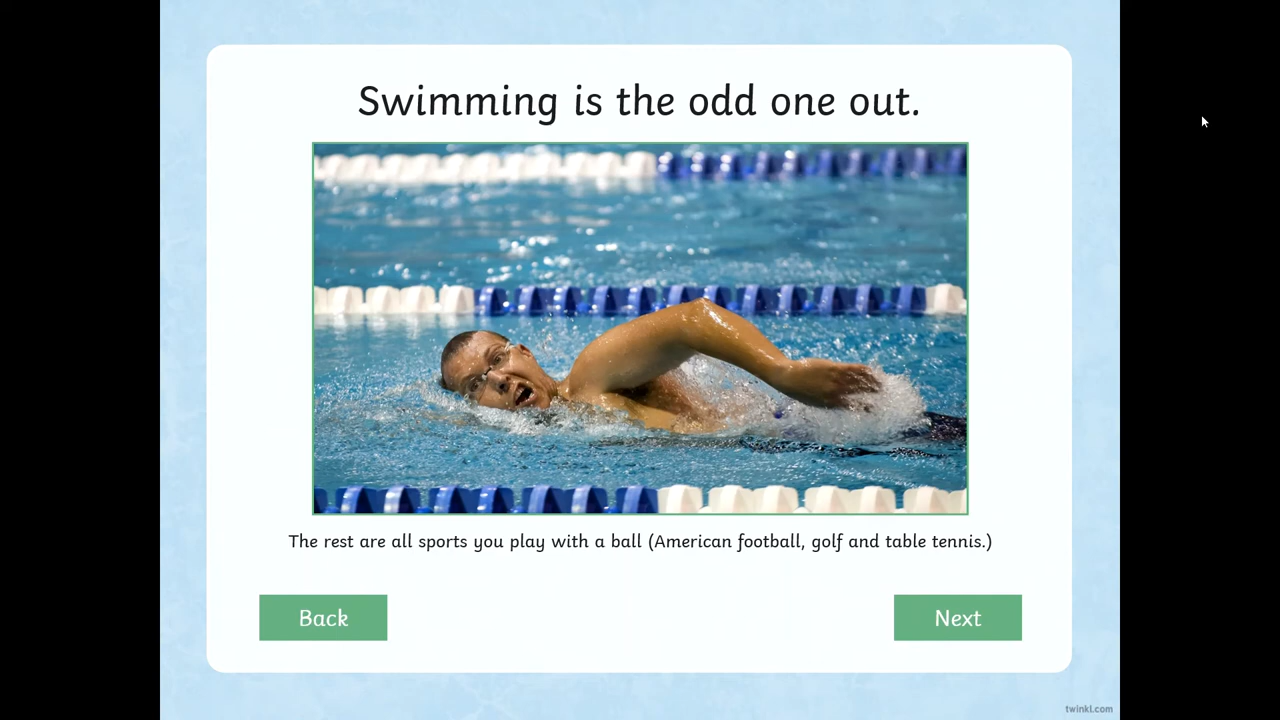 Swimming is the odd one out.
The rest are all sports you play with a ball (American football, golf and table tennis.)
Back
Next
twinkl.com